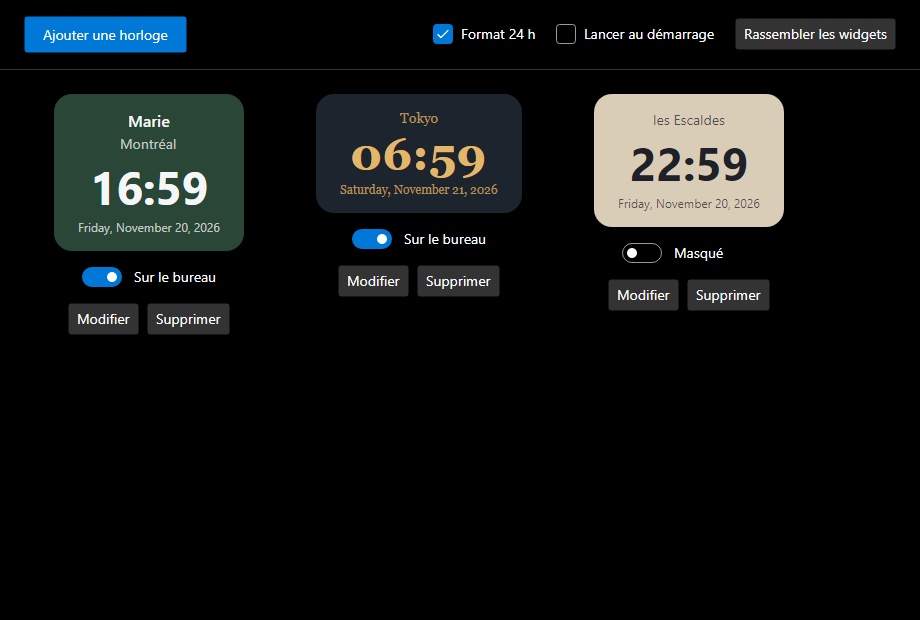 Ajouter une horloge
Format 24 h
Lancer au démarrage
Rassembler les widgets
Marie
Montréal
16:59
Friday, November 20, 2026
Sur le bureau
Modifier
Supprimer
Tokyo
06:59
Saturday, November 21, 2026
Sur le bureau
Modifier
Supprimer
les Escaldes
22:59
Friday, November 20, 2026
Masqué
Modifier
Supprimer